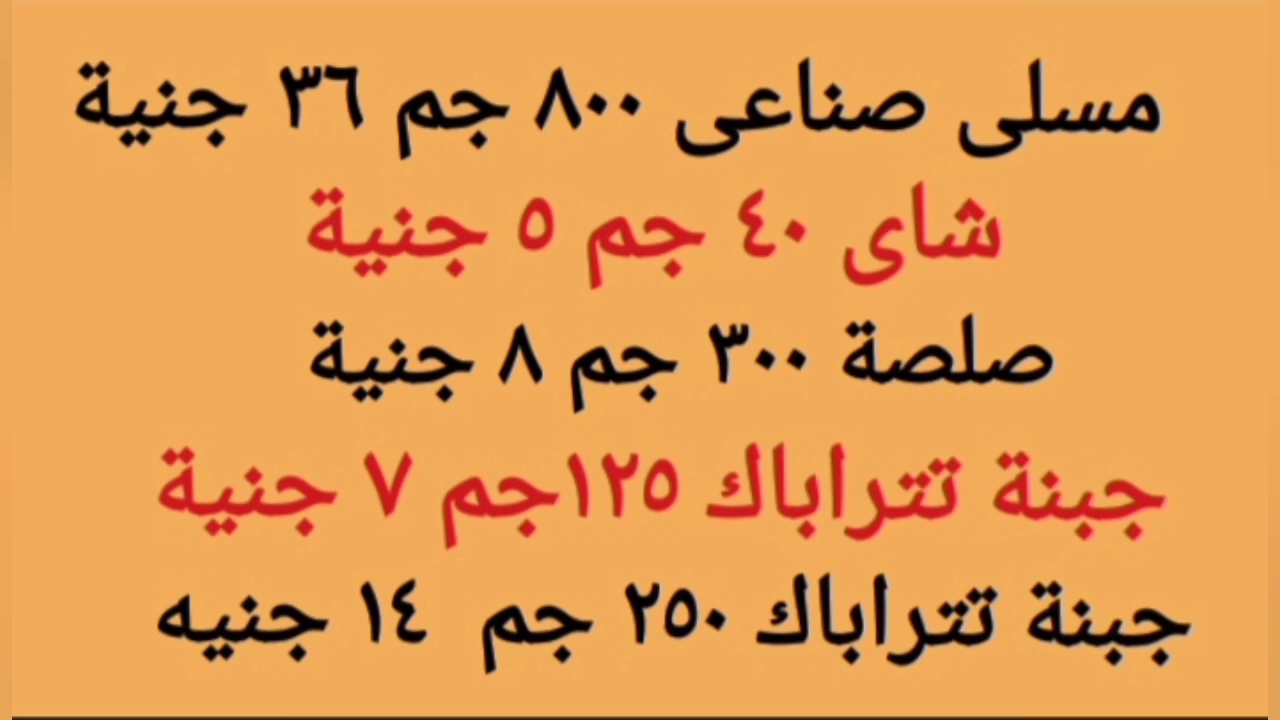 مسلى صناعى ٨٠٠ جم ٣٦ جنية
شاى ٤٠ جم ٥ جنية
صلصة ٣٠٠ جم ٨ جنية
جبنة تتراباك ١٢٥جم ٧ جنية
جبنة تتراباك ٢٥٠ جم ١٤ جنيه